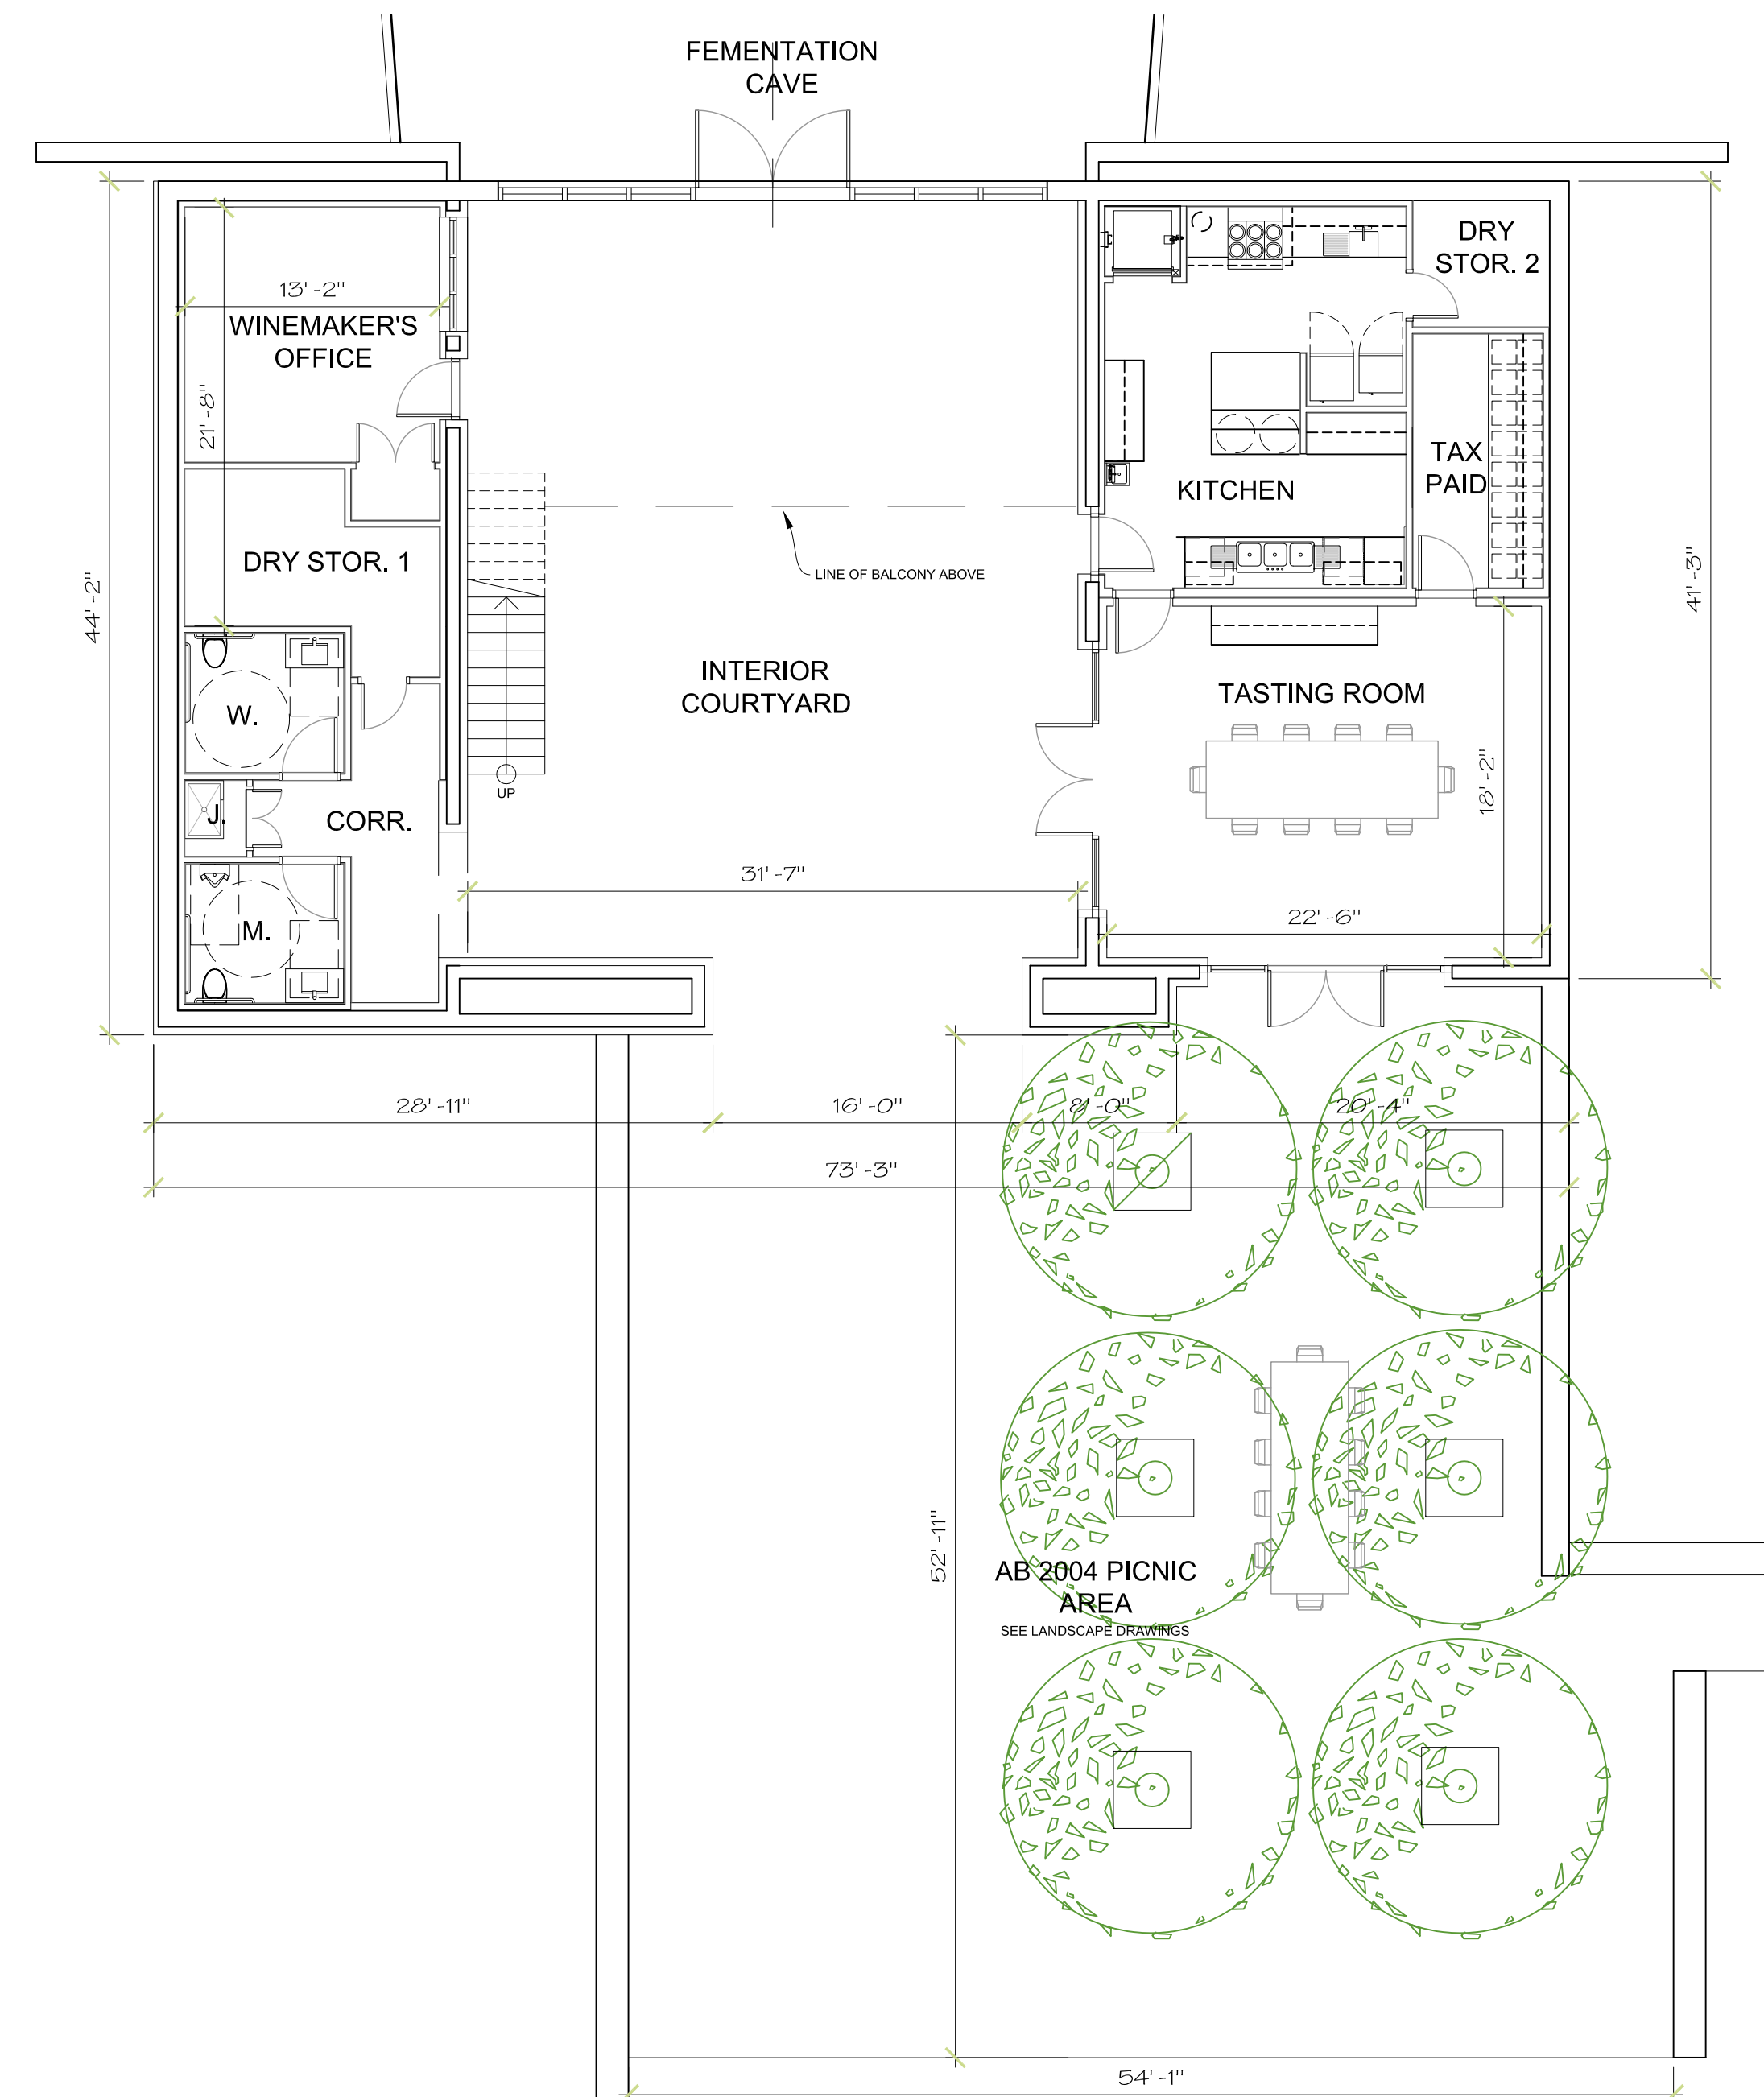 FEMENTATION
CAVE
DRY
STOR. 2
13'-2"
WINEMAKER'S
OFFICE
21'-8"
TAX
PAID
KITCHEN
DRY STOR. 1
LINE OF BALCONY ABOVE
44'-2"
41'-3"
INTERIOR
COURTYARD
TASTING ROOM
W.
18'-2"
UP
J.
CORR.
31'-7"
22'-6"
M.
28'-11"
16'-0"
8'-0"
20'-4"
73'-3"
52'-11"
AB 2004 PICNIC
AREA
SEE LANDSCAPE DRAWINGS
54'-1"